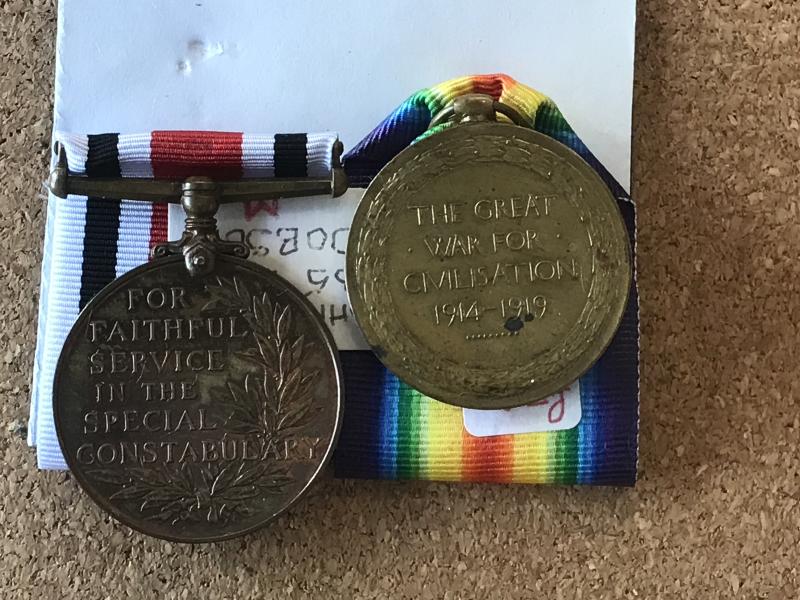 FOR
FAITHFUL
SERVICE
IN THE
SPECIAL
CONSTABULARY
THE GREAT
WAR FOR
CIVILISATION
1914–1919